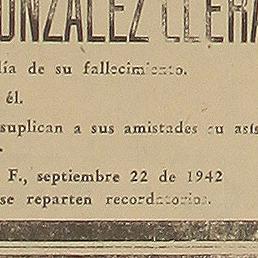 ONZALEZ LLERA
día de su fallecimiento.
él.
suplican a sus amistades su asis
F., septiembre 22 de 1942
se reparten recordatorios.